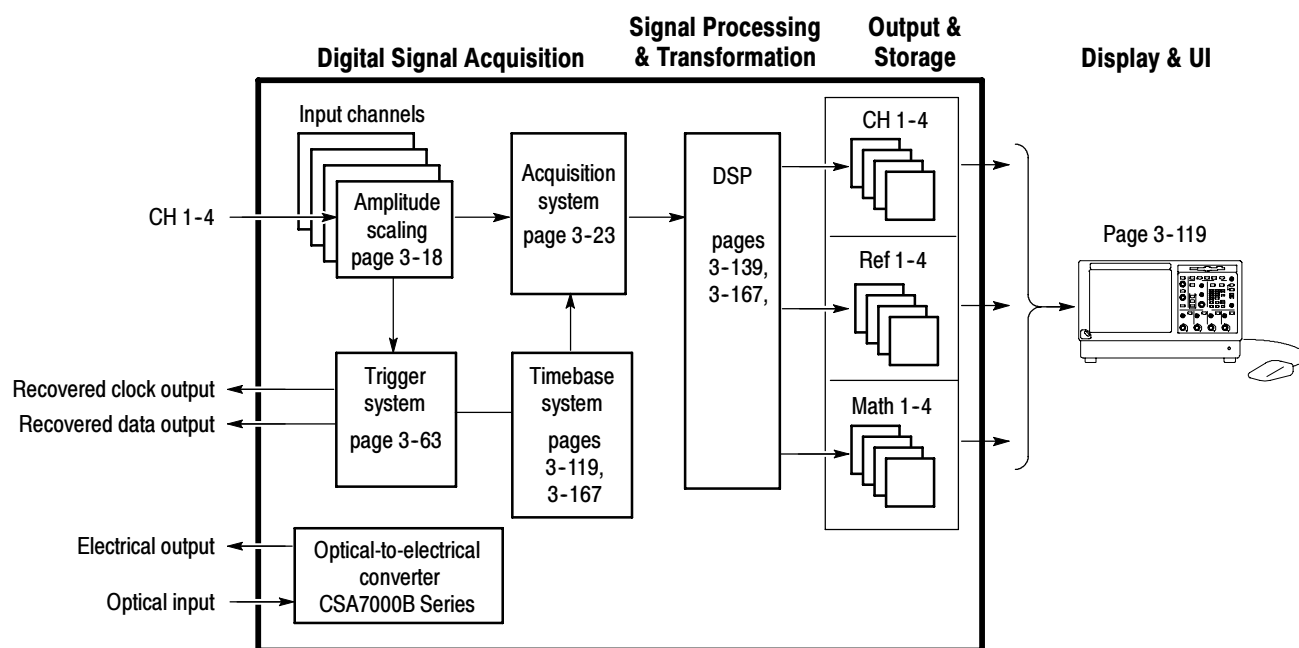 Digital Signal Acquisition
Signal Processing
& Transformation
Output &
Storage
Display & UI
Input channels
CH 1-4
Amplitude
scaling
page 3-18
Acquisition
system
page 3-23
DSP
pages
3-139,
3-167,
CH 1-4
Ref 1-4
Math 1-4
Page 3-119
Recovered clock output
Recovered data output
Trigger
system
page 3-63
Timebase
system
pages
3-119,
3-167
Electrical output
Optical input
Optical-to-electrical
converter
CSA7000B Series